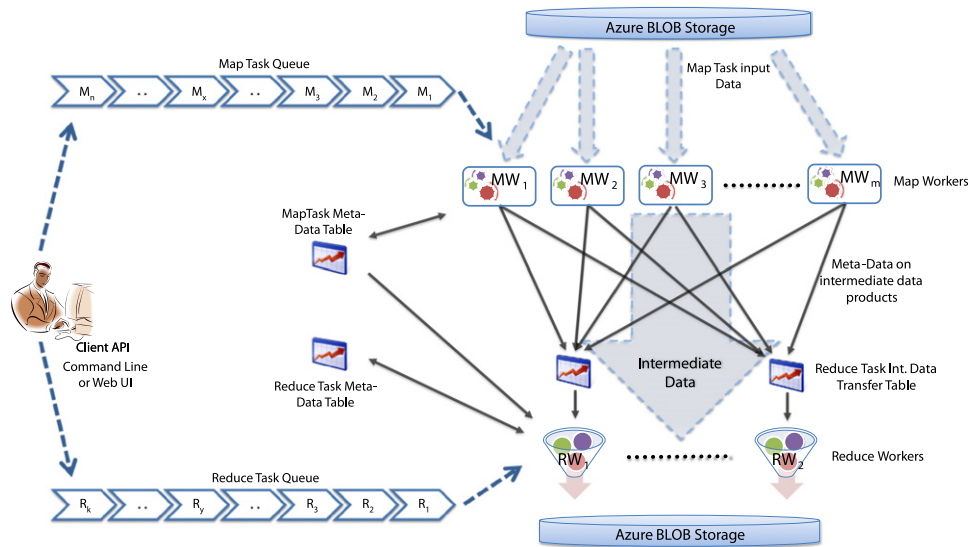 Azure BLOB Storage
Map Task Queue
Map Task input
Data
Mn .. Mx .. M3 M2 M1
MW1 MW2 MW3 MWm
Map Workers
MapTask Meta-
Data Table
Meta-Data on
intermediate data
products
Client API
Command Line
or Web UI
Reduce Task Meta-
Data Table
Intermediate
Data
Reduce Task Int. Data
Transfer Table
RW1 RW2
Reduce Workers
Reduce Task Queue
Rk .. Ry .. R3 R2 R1
Azure BLOB Storage